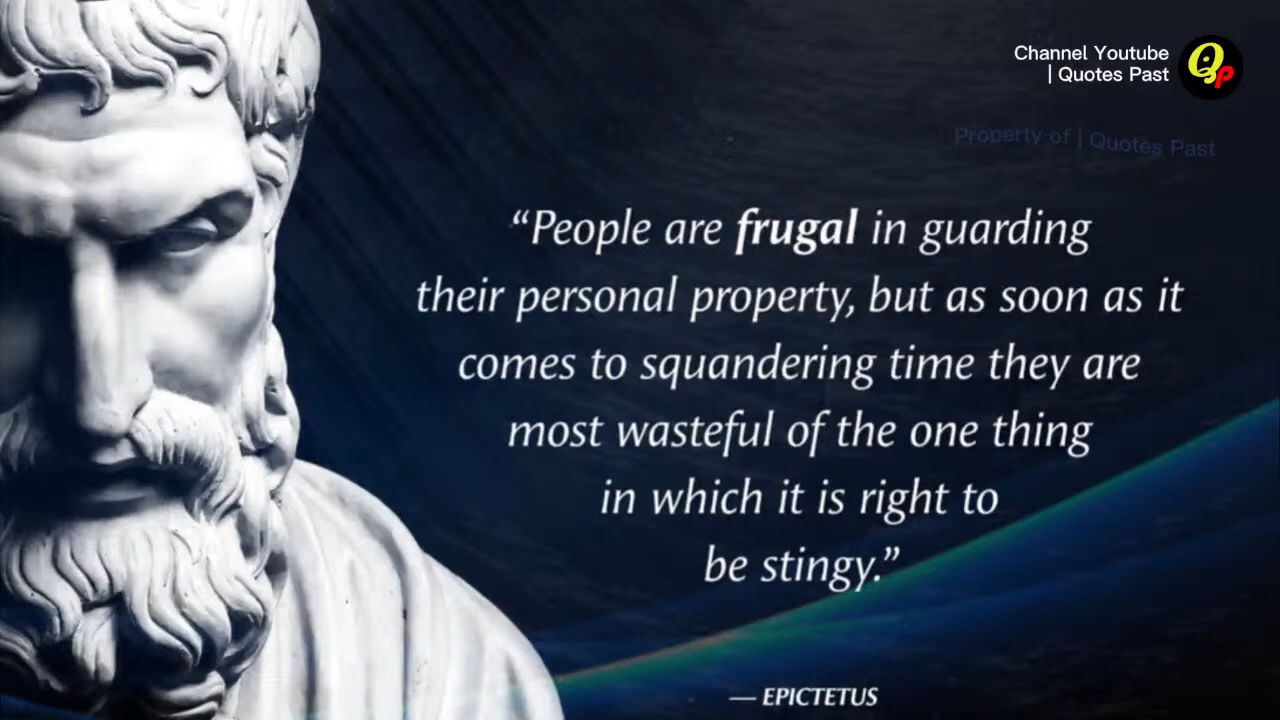 Channel Youtube
| Quotes Past
Property of | Quotes Past
“People are frugal in guarding
their personal property, but as soon as it
comes to squandering time they are
most wasteful of the one thing
in which it is right to
be stingy.”
— EPICTETUS